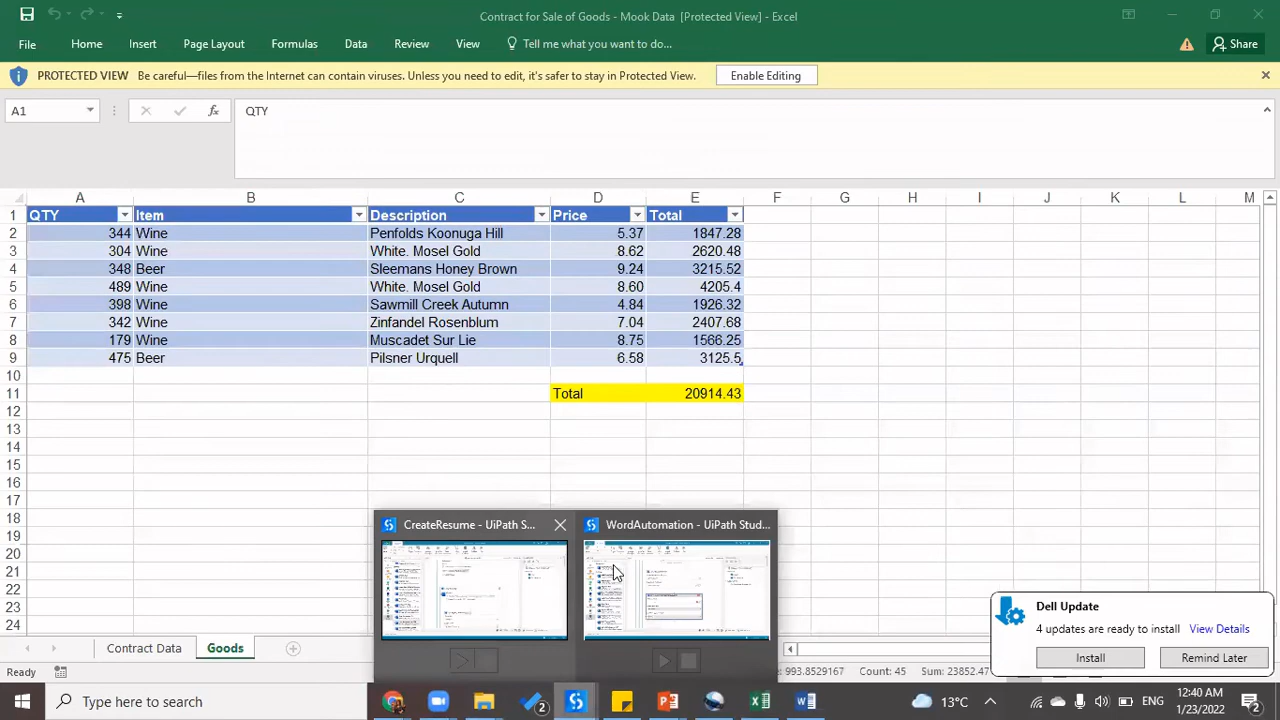 Contract for Sale of Goods - Mook Data [Protected View] - Excel
File Home Insert Page Layout Formulas Data Review View Tell me what you want to do... Share
PROTECTED VIEW Be careful—files from the Internet can contain viruses. Unless you need to edit, it's safer to stay in Protected View. Enable Editing
A1 fx QTY
A B C D E F G H I J K L M
1 QTY Item Description Price Total
2 344 Wine Penfolds Koonuga Hill 5.37 1847.28
3 304 Wine White. Mosel Gold 8.62 2620.48
4 348 Beer Sleemans Honey Brown 9.24 3215.52
5 489 Wine White. Mosel Gold 8.60 4205.4
6 398 Wine Sawmill Creek Autumn 4.84 1926.32
7 342 Wine Zinfandel Rosenblum 7.04 2407.68
8 179 Wine Muscadet Sur Lie 8.75 1566.25
9 475 Beer Pilsner Urquell 6.58 3125.5
10
11 Total 20914.43
12
13
14
15
16
17
18
19
20
21
22
23
24
CreateResume - UiPath S... WordAutomation - UiPath Stud...
Dell Update
4 updates are ready to install View Details
Install Remind Later
Contract Data Goods
Ready 993.8529167 Count: 45 Sum: 23852.47
Type here to search 2 13°C ENG 12:40 AM
1/23/2022 2